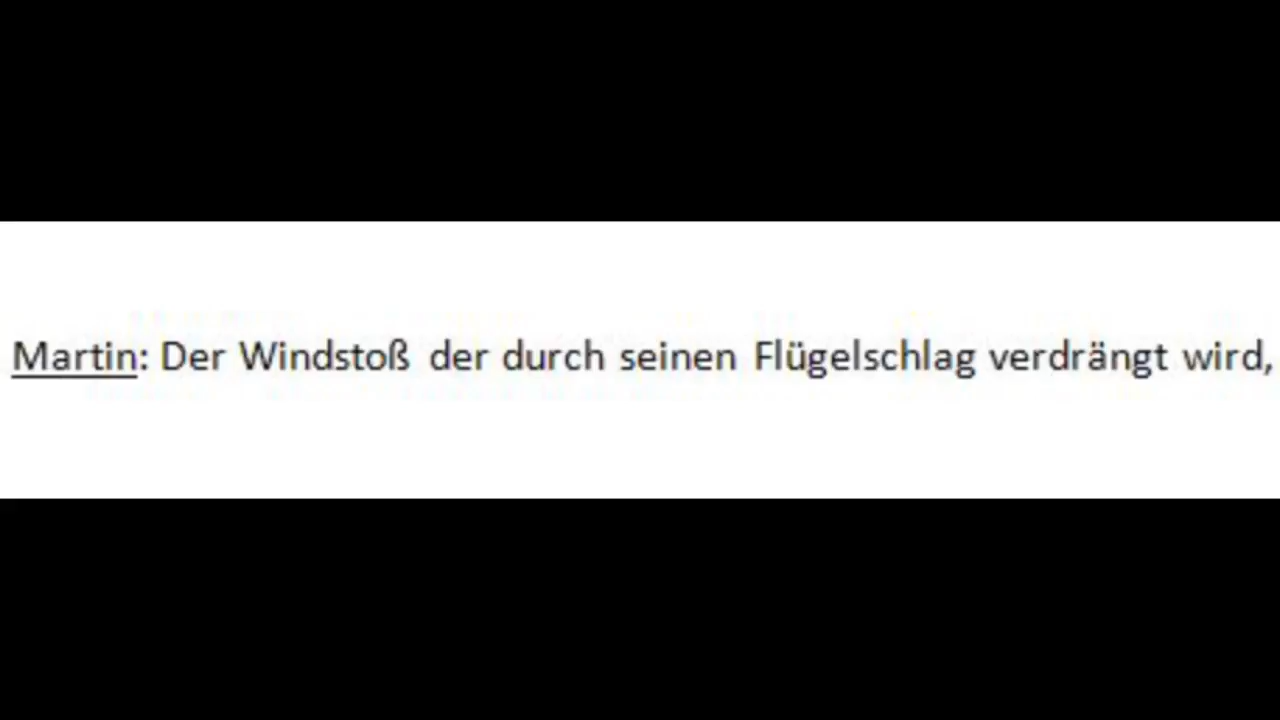 Martin: Der Windstoß der durch seinen Flügelschlag verdrängt wird,